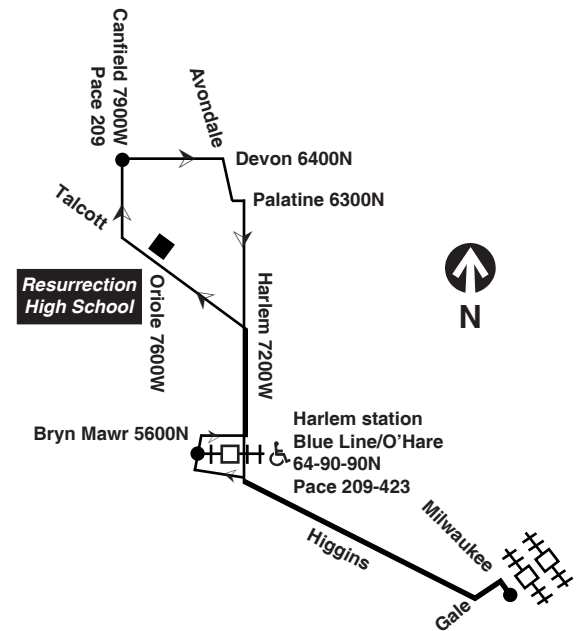 Canfield 7900W
Pace 209
Avondale
Devon 6400N
Palatine 6300N
Talcott
Resurrection
High School
Oriole 7600W
Harlem 7200W
N
Bryn Mawr 5600N
Harlem station
Blue Line/O'Hare
64-90-90N
Pace 209-423
Higgins
Milwaukee
Gale